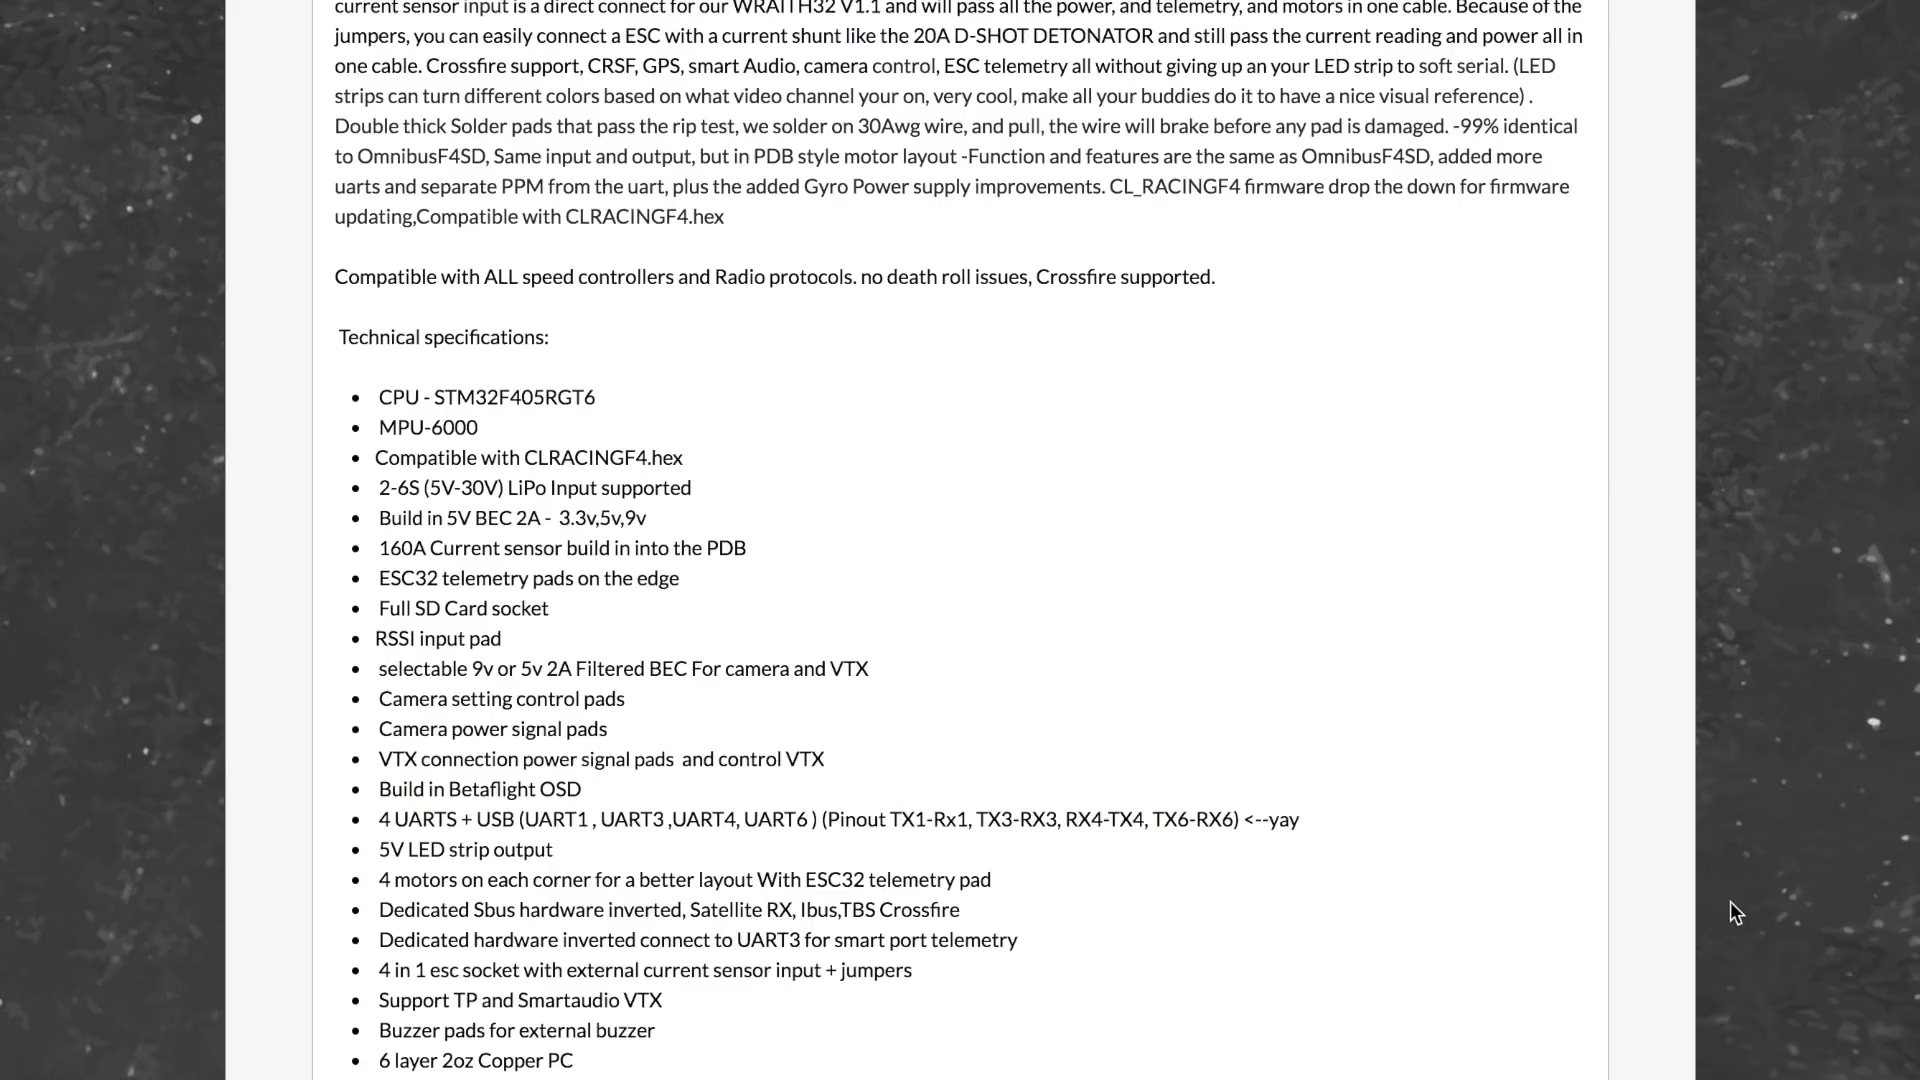 current sensor input is a direct connect for our WRAITH32 V1.1 and will pass all the power, and telemetry, and motors in one cable. Because of the
jumpers, you can easily connect a ESC with a current shunt like the 20A D-SHOT DETONATOR and still pass the current reading and power all in
one cable. Crossfire support, CRSF, GPS, smart Audio, camera control, ESC telemetry all without giving up an your LED strip to soft serial. (LED
strips can turn different colors based on what video channel your on, very cool, make all your buddies do it to have a nice visual reference) .
Double thick Solder pads that pass the rip test, we solder on 30Awg wire, and pull, the wire will brake before any pad is damaged. -99% identical
to OmnibusF4SD, Same input and output, but in PDB style motor layout -Function and features are the same as OmnibusF4SD, added more
uarts and separate PPM from the uart, plus the added Gyro Power supply improvements. CL_RACINGF4 firmware drop the down for firmware
updating,Compatible with CLRACINGF4.hex
Compatible with ALL speed controllers and Radio protocols. no death roll issues, Crossfire supported.
Technical specifications:
• CPU - STM32F405RGT6
• MPU-6000
• Compatible with CLRACINGF4.hex
• 2-6S (5V-30V) LiPo Input supported
• Build in 5V BEC 2A - 3.3v,5v,9v
• 160A Current sensor build in into the PDB
• ESC32 telemetry pads on the edge
• Full SD Card socket
• RSSI input pad
• selectable 9v or 5v 2A Filtered BEC For camera and VTX
• Camera setting control pads
• Camera power signal pads
• VTX connection power signal pads and control VTX
• Build in Betaflight OSD
• 4 UARTS + USB (UART1 , UART3 ,UART4, UART6 ) (Pinout TX1-Rx1, TX3-RX3, RX4-TX4, TX6-RX6) <--yay
• 5V LED strip output
• 4 motors on each corner for a better layout With ESC32 telemetry pad
• Dedicated Sbus hardware inverted, Satellite RX, Ibus,TBS Crossfire
• Dedicated hardware inverted connect to UART3 for smart port telemetry
• 4 in 1 esc socket with external current sensor input + jumpers
• Support TP and Smartaudio VTX
• Buzzer pads for external buzzer
• 6 layer 2oz Copper PC